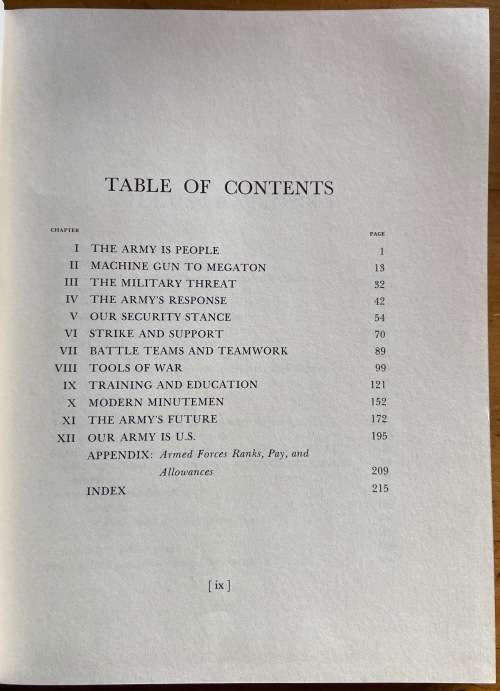 TABLE OF CONTENTS
CHAPTER PAGE
I THE ARMY IS PEOPLE 1
II MACHINE GUN TO MEGATON 13
III THE MILITARY THREAT 32
IV THE ARMY'S RESPONSE 42
V OUR SECURITY STANCE 54
VI STRIKE AND SUPPORT 70
VII BATTLE TEAMS AND TEAMWORK 89
VIII TOOLS OF WAR 99
IX TRAINING AND EDUCATION 121
X MODERN MINUTEMEN 152
XI THE ARMY'S FUTURE 172
XII OUR ARMY IS U.S. 195
APPENDIX: Armed Forces Ranks, Pay, and
Allowances 209
INDEX 215
[ ix ]